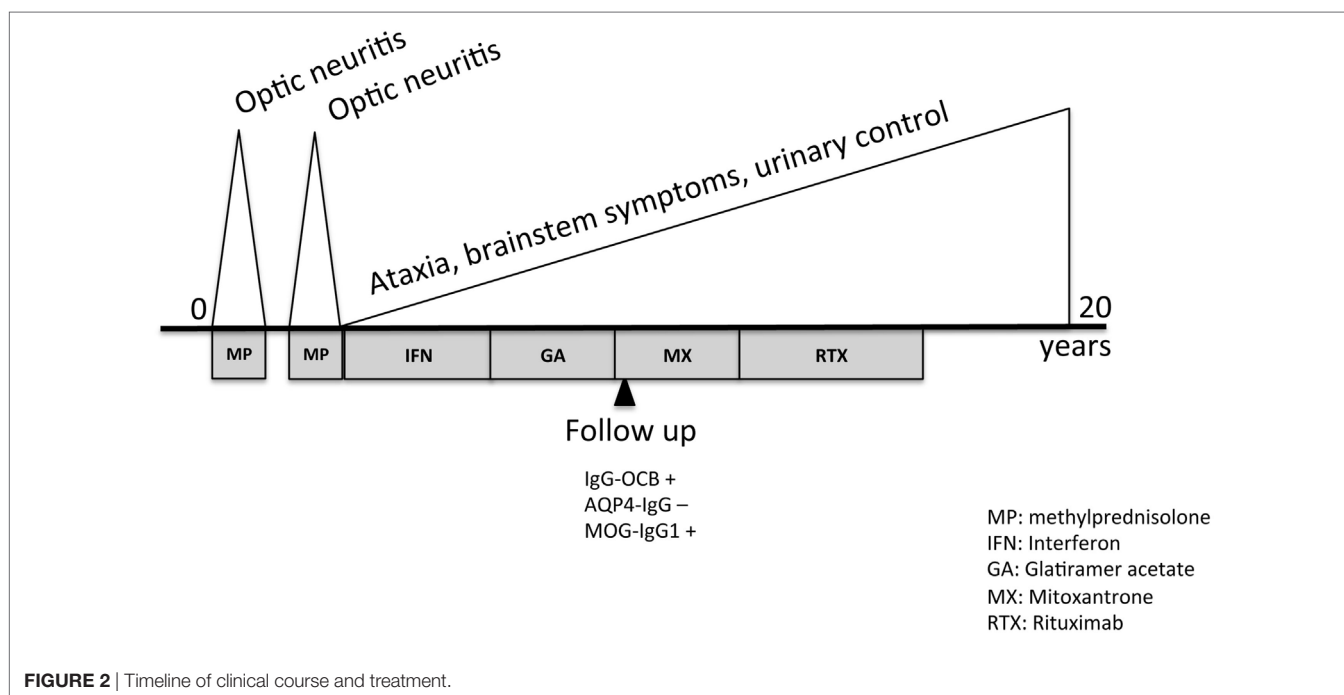 Optic neuritis
Optic neuritis
Ataxia, brainstem symptoms, urinary control
0
20
years
MP
MP
IFN
GA
MX
RTX
Follow up
IgG-OCB +
AQP4-IgG –
MOG-IgG1 +
MP: methylprednisolone
IFN: Interferon
GA: Glatiramer acetate
MX: Mitoxantrone
RTX: Rituximab
FIGURE 2 | Timeline of clinical course and treatment.